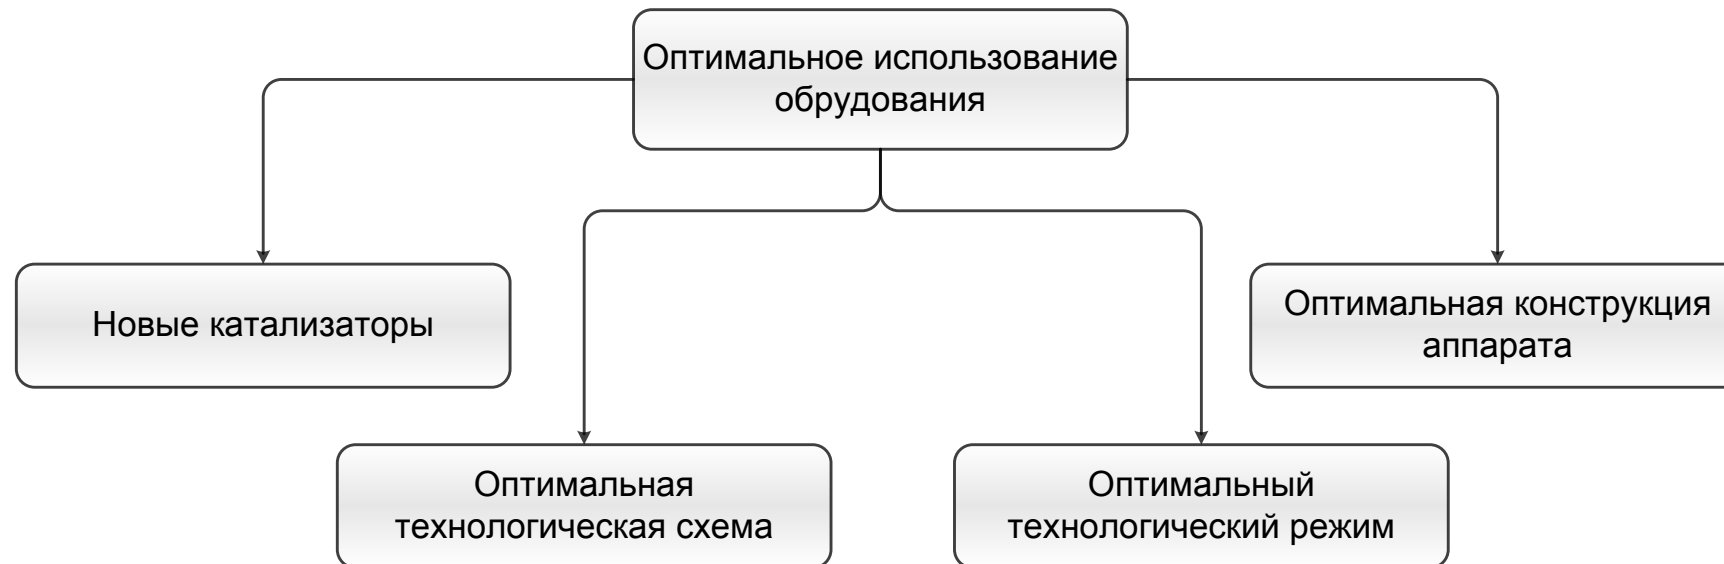 Оптимальное использование
обрудования
Новые катализаторы
Оптимальная конструкция
аппарата
Оптимальная
технологическая схема
Оптимальный
технологический режим